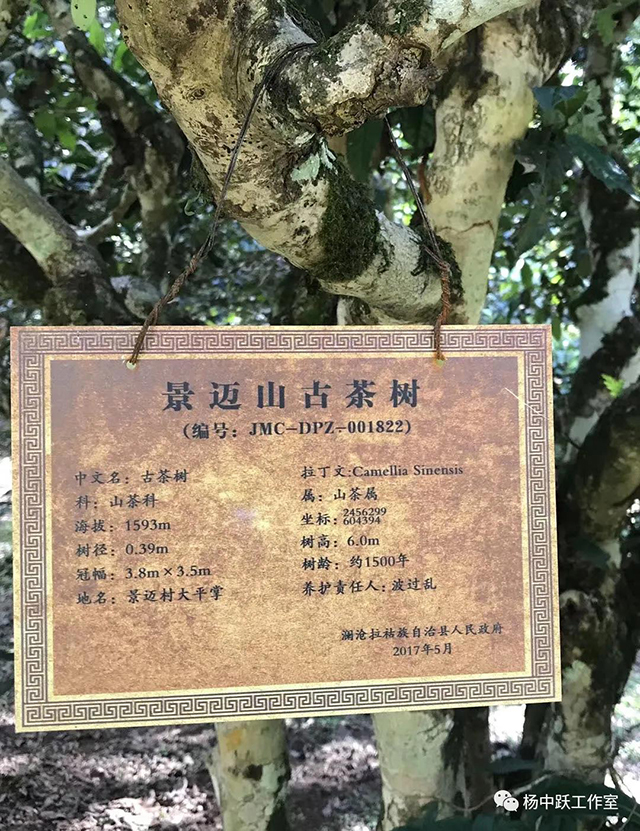 景迈山古茶树
(编号：JMC-DPZ-001822)
中文名：古茶树
拉丁文:Camellia Sinensis
科：山茶科
属：山茶属
海拔：1593m
坐标：2456299
604394
树径：0.39m
树高：6.0m
冠幅：3.8m×3.5m
树龄：约1500年
地名：景迈村大平掌
养护责任人：波过乱
澜沧拉祜族自治县人民政府
2017年5月
杨中跃工作室